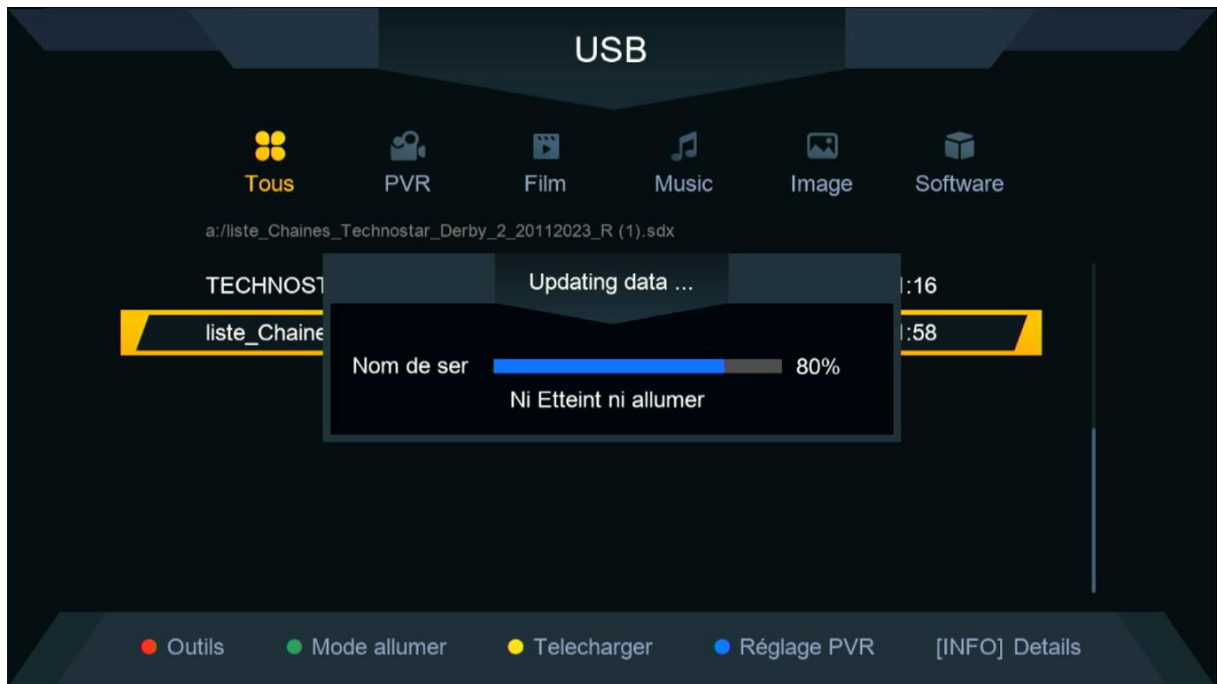 USB
Tous PVR Film Music Image Software
a:/liste_Chaines_Technostar_Derby_2_20112023_R (1).sdx
Updating data ...
TECHNOST :16
liste_Chaine :58
Nom de ser 80%
Ni Etteint ni allumer
Outils Mode allumer Telecharger Réglage PVR [INFO] Details